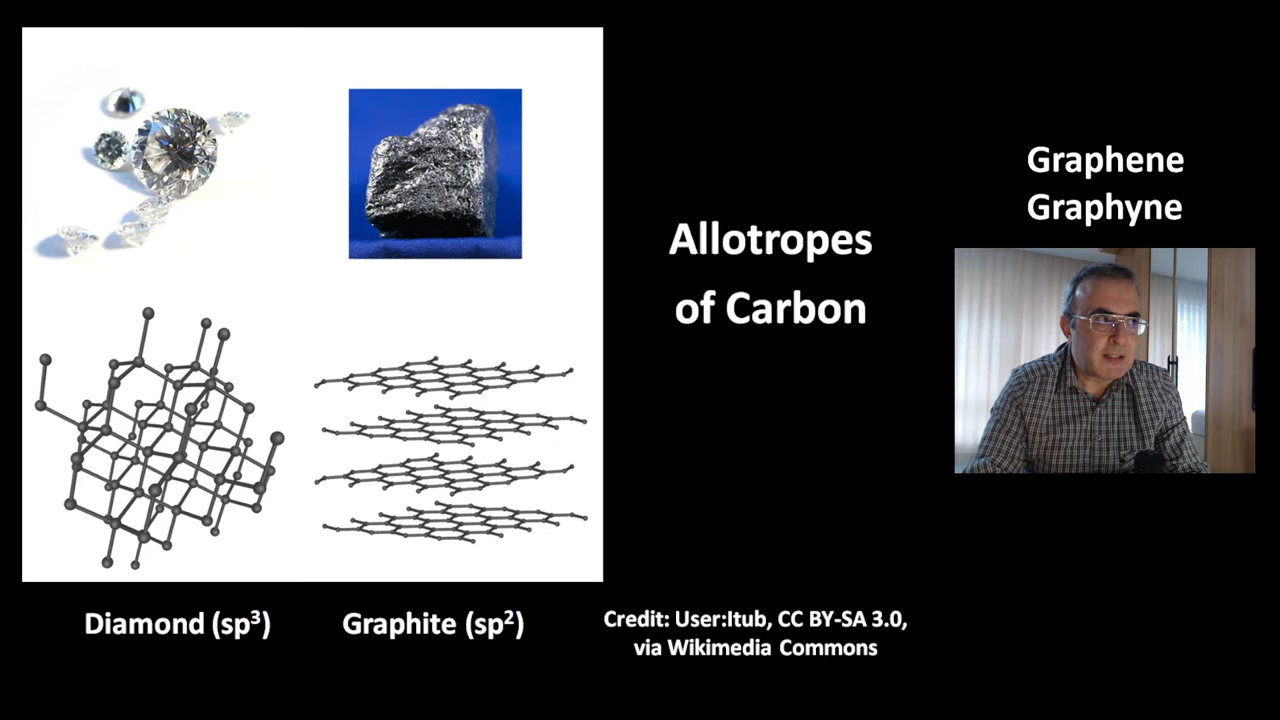 Graphene
Graphyne
Allotropes
of Carbon
Diamond (sp³)
Graphite (sp²)
Credit: User:Itub, CC BY-SA 3.0,
via Wikimedia Commons